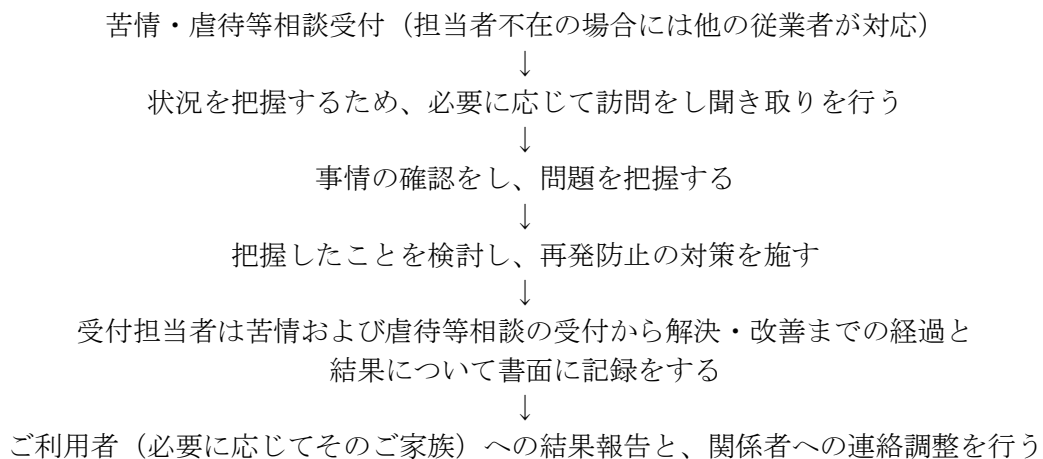 苦情・虐待等相談受付（担当者不在の場合には他の従業者が対応）
↓
状況を把握するため、必要に応じて訪問をし聞き取りを行う
↓
事情の確認をし、問題を把握する
↓
把握したことを検討し、再発防止の対策を施す
↓
受付担当者は苦情および虐待等相談の受付から解決・改善までの経過と
結果について書面に記録をする
↓
ご利用者（必要に応じてそのご家族）への結果報告と、関係者への連絡調整を行う